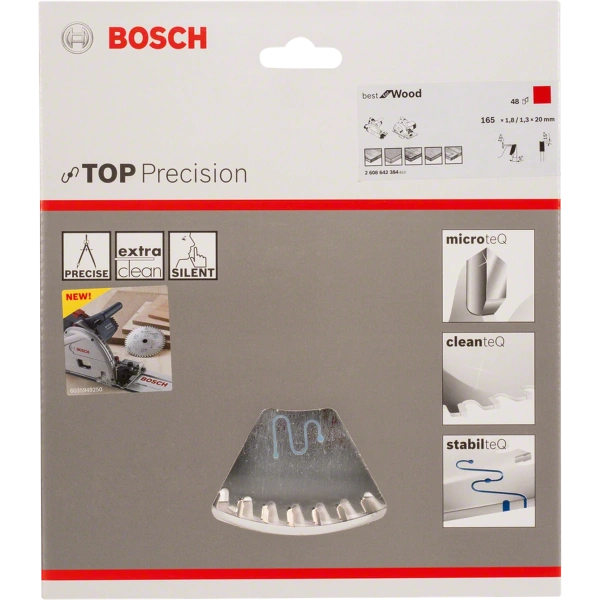 BOSCH
best for Wood
48
165 × 1,8 / 1,3 × 20 mm
2 608 642 384
TOP Precision
PRECISE
extra
clean
SILENT
microteQ
NEW!
BOSCH
cleanteQ
stabilteQ